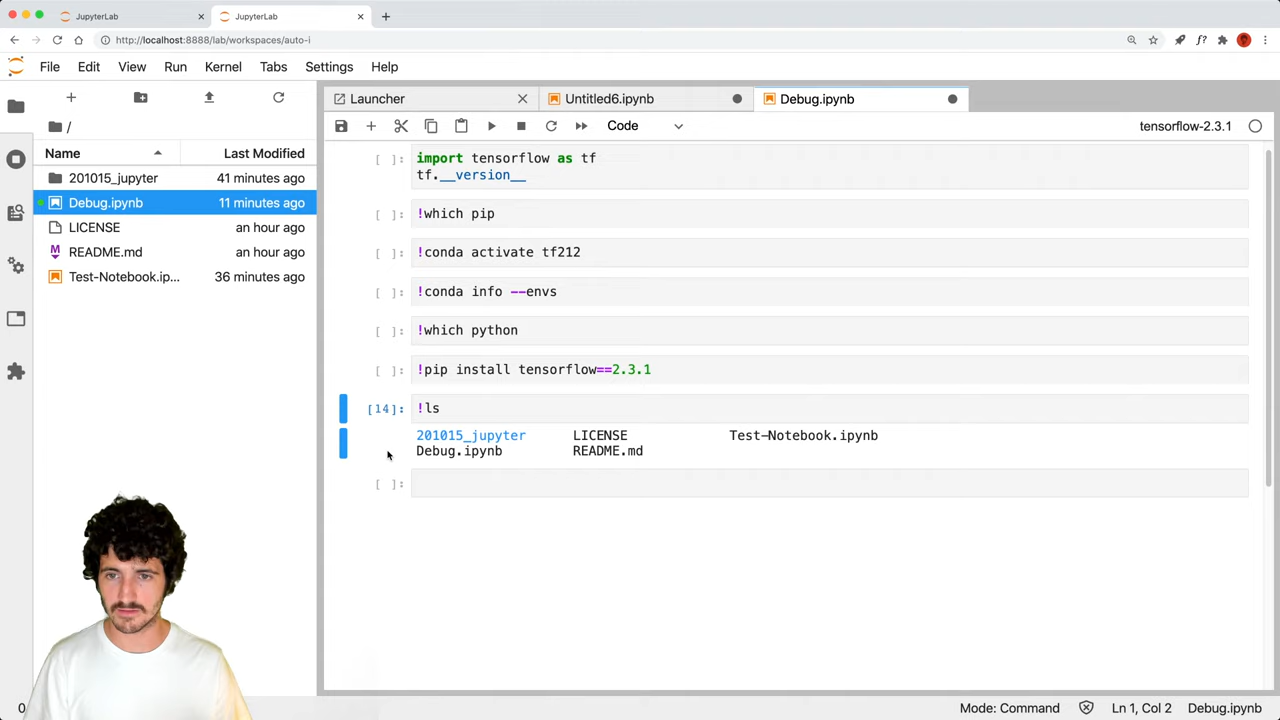 JupyterLab
JupyterLab
http://localhost:8888/lab/workspaces/auto-i
File Edit View Run Kernel Tabs Settings Help
Launcher
Untitled6.ipynb
Debug.ipynb
/
Code
tensorflow-2.3.1
Name Last Modified
201015_jupyter 41 minutes ago
Debug.ipynb 11 minutes ago
LICENSE an hour ago
README.md an hour ago
Test-Notebook.ip... 36 minutes ago
[ ]: import tensorflow as tf
tf.__version__
[ ]: !which pip
[ ]: !conda activate tf212
[ ]: !conda info --envs
[ ]: !which python
[ ]: !pip install tensorflow==2.3.1
[14]: !ls
201015_jupyter LICENSE Test-Notebook.ipynb
Debug.ipynb README.md
[ ]:
0
Mode: Command Ln 1, Col 2 Debug.ipynb